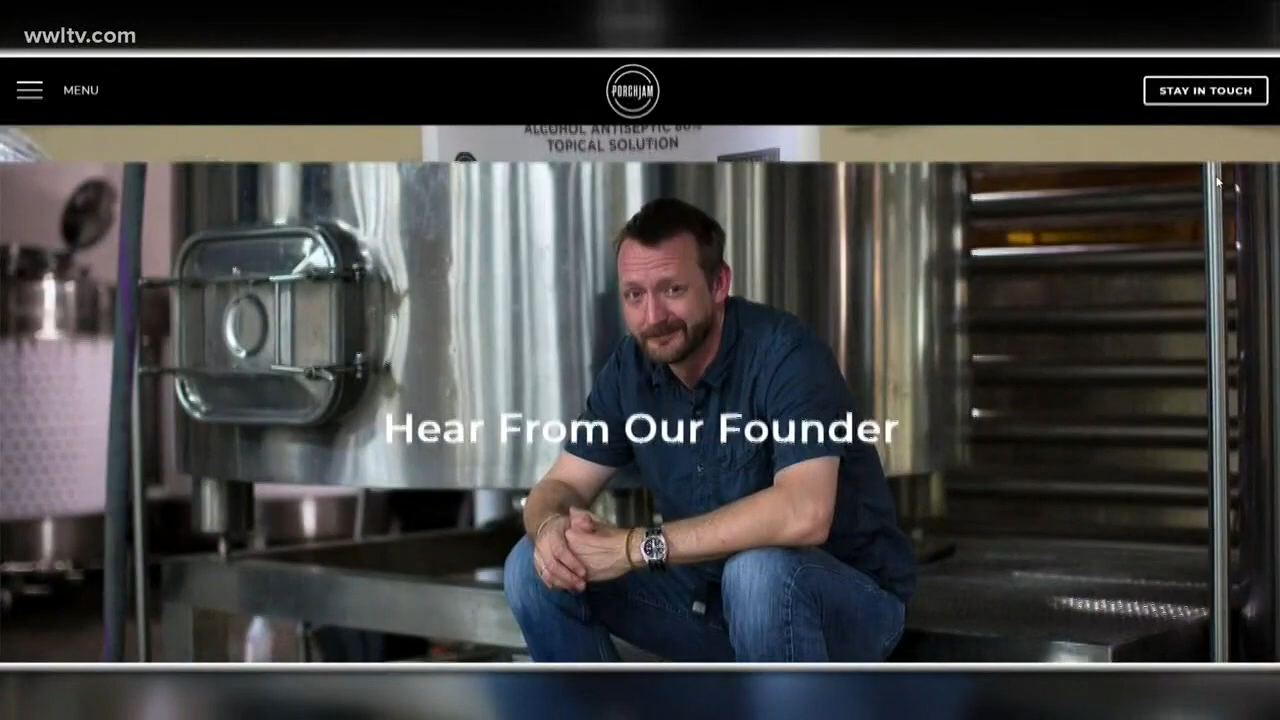 wwltv.com
MENU
PORCHJAM
STAY IN TOUCH
ALCOHOL ANTISEPTIC 80%
TOPICAL SOLUTION
Hear From Our Founder